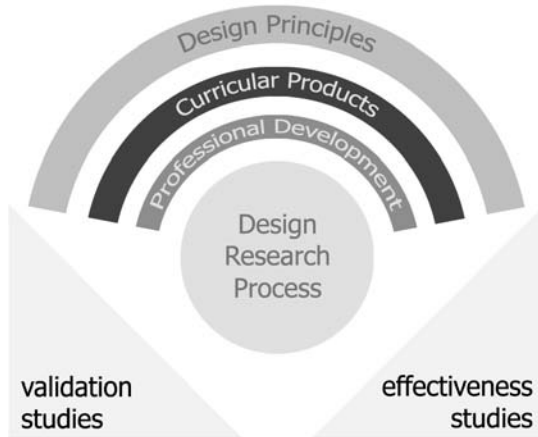 Design Principles
Curricular Products
Professional Development
Design
Research
Process
validation
studies
effectiveness
studies